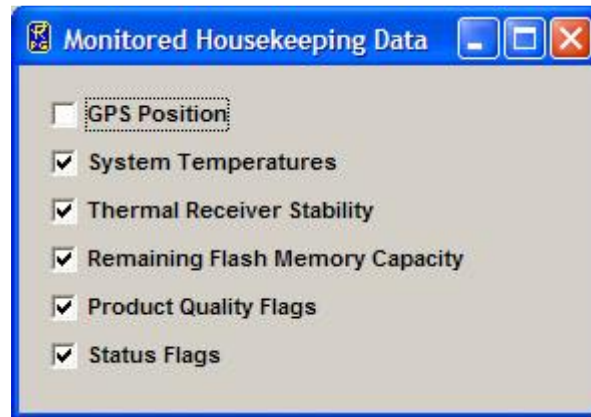 Monitored Housekeeping Data
GPS Position
System Temperatures
Thermal Receiver Stability
Remaining Flash Memory Capacity
Product Quality Flags
Status Flags